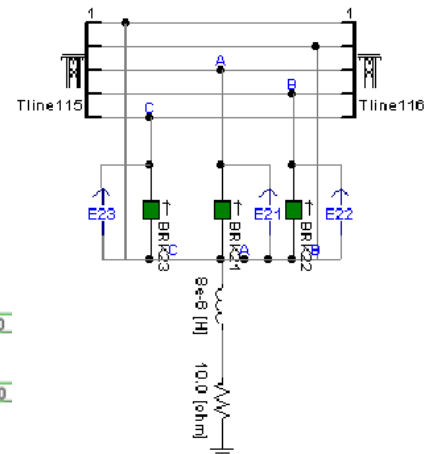 1
1
A
B
Tline115
Tline116
C
E23
E21
E22
BRK23
BRK21
BRK22
C
A
B
8e-6 [H]
10.0 [ohm]